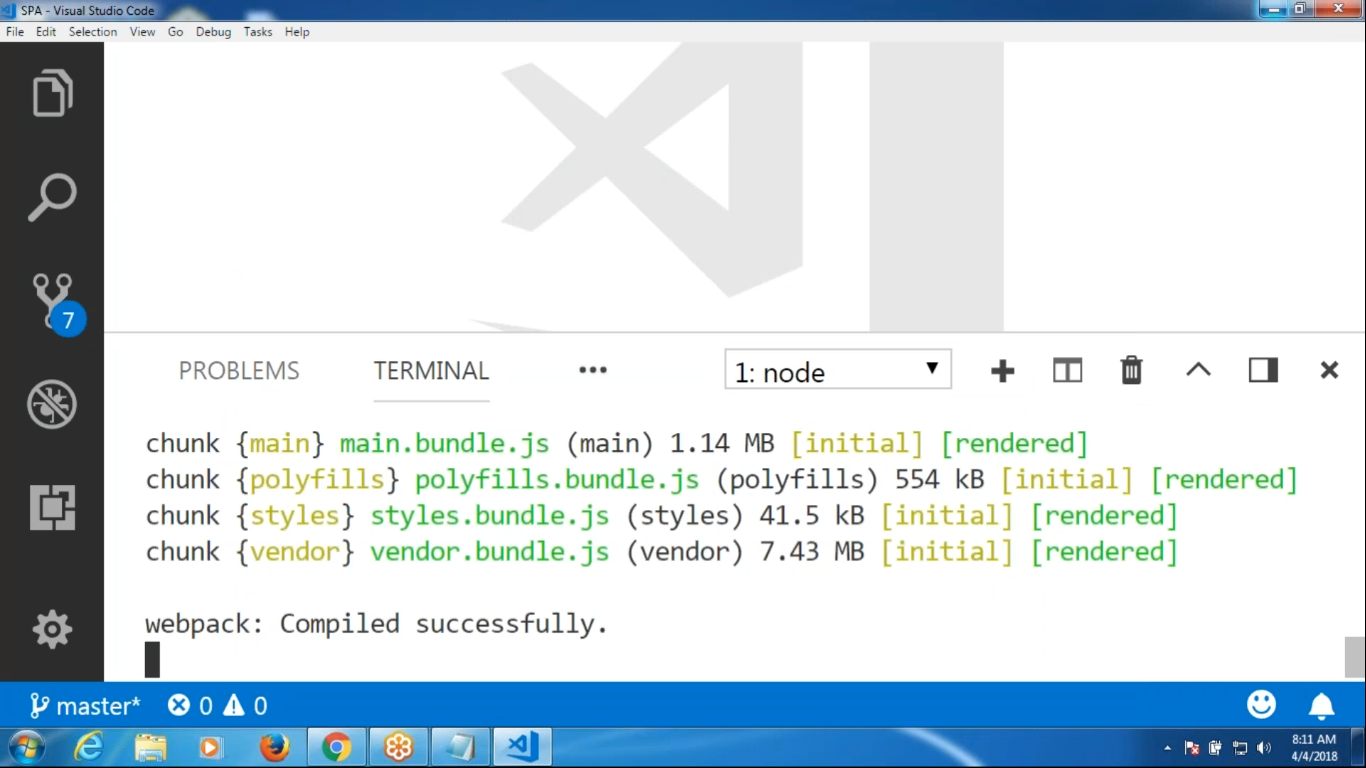 SPA - Visual Studio Code
File Edit Selection View Go Debug Tasks Help
7
PROBLEMS TERMINAL ••• 1: node
chunk {main} main.bundle.js (main) 1.14 MB [initial] [rendered]
chunk {polyfills} polyfills.bundle.js (polyfills) 554 kB [initial] [rendered]
chunk {styles} styles.bundle.js (styles) 41.5 kB [initial] [rendered]
chunk {vendor} vendor.bundle.js (vendor) 7.43 MB [initial] [rendered]
webpack: Compiled successfully.
master* 0 0
8:11 AM
4/4/2018